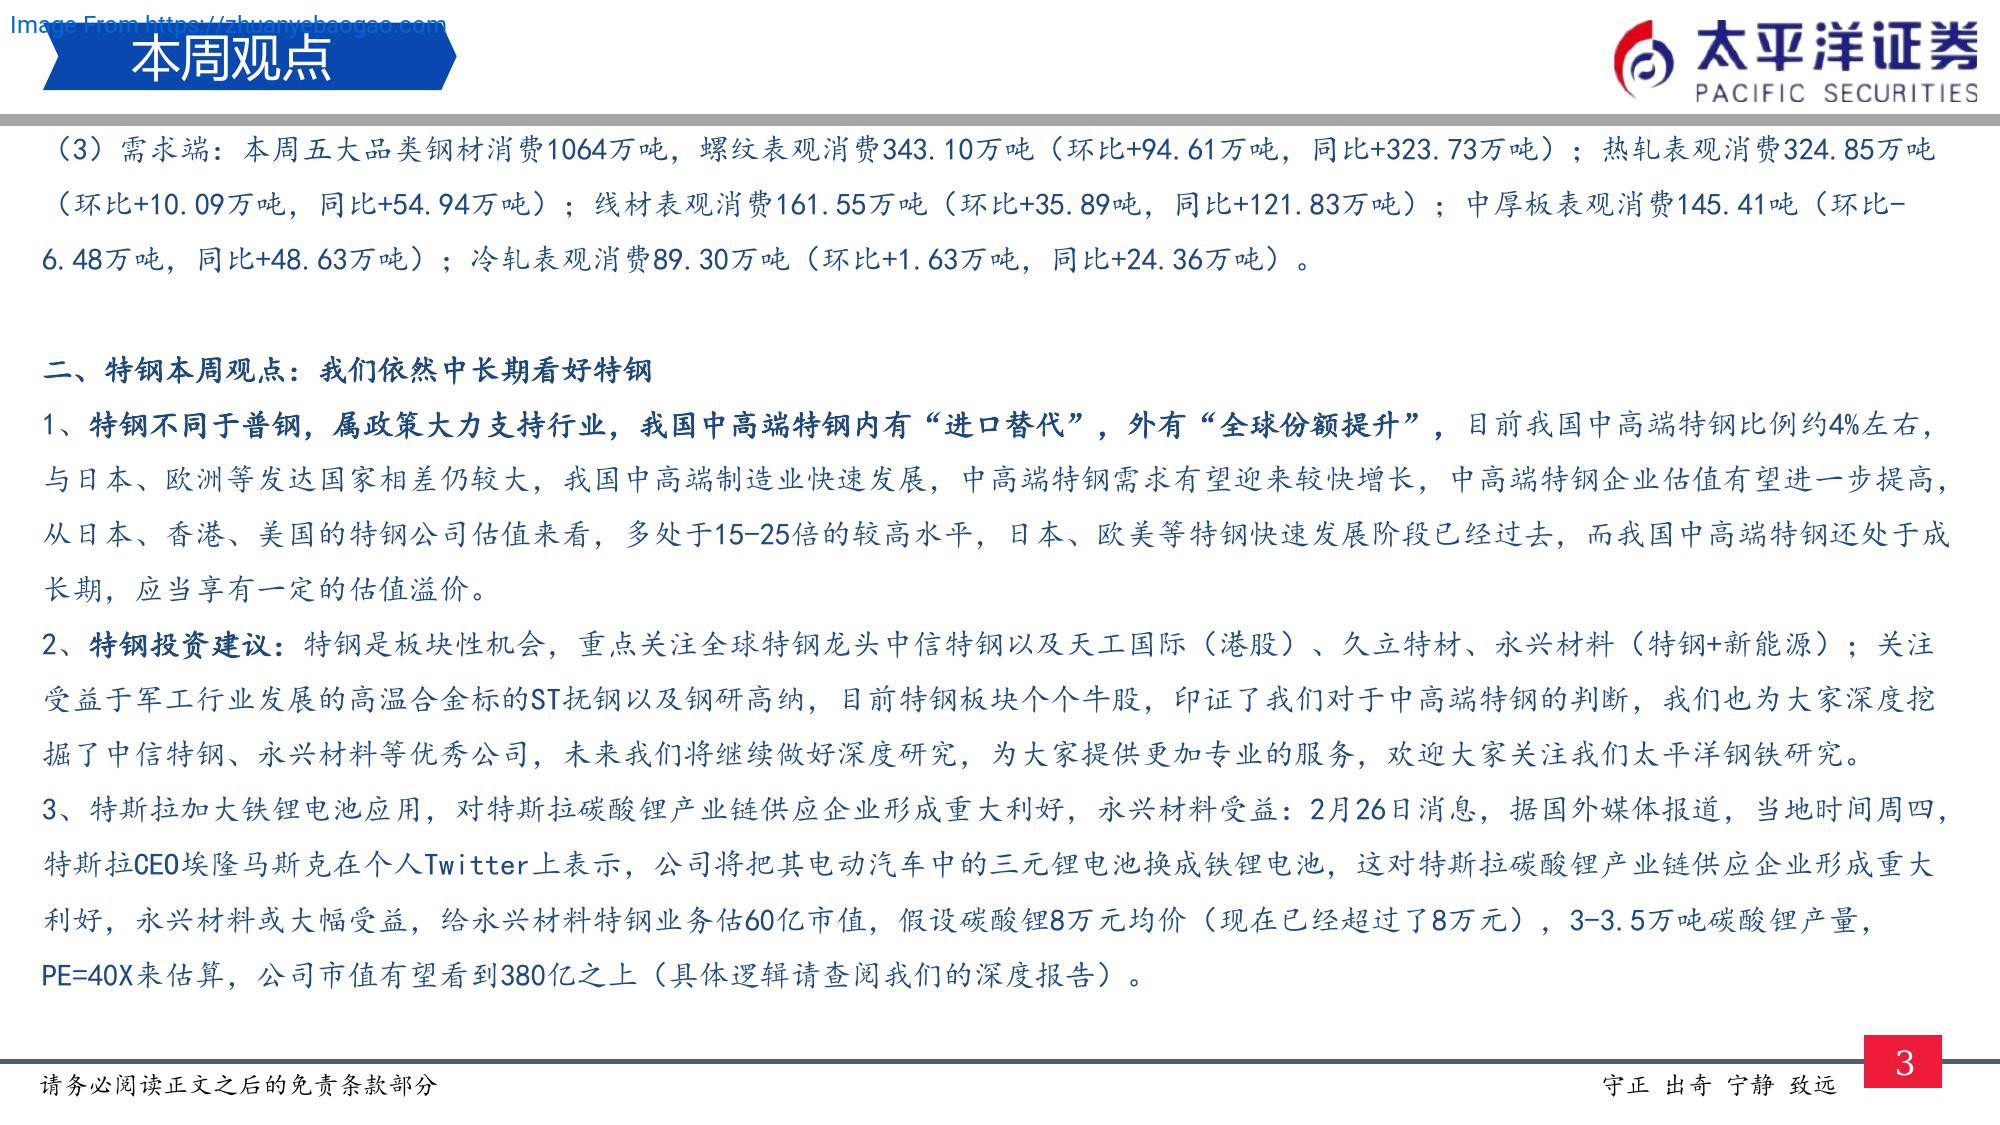 Image From https://zhuanyebaogao.com
本周观点
太平洋证券
PACIFIC SECURITIES
（3）需求端：本周五大品类钢材消费1064万吨，螺纹表观消费343.10万吨（环比+94.61万吨，同比+323.73万吨）；热轧表观消费324.85万吨
（环比+10.09万吨，同比+54.94万吨）；线材表观消费161.55万吨（环比+35.89吨，同比+121.83万吨）；中厚板表观消费145.41吨（环比-
6.48万吨，同比+48.63万吨）；冷轧表观消费89.30万吨（环比+1.63万吨，同比+24.36万吨）。
二、特钢本周观点：我们依然中长期看好特钢
1、特钢不同于普钢，属政策大力支持行业，我国中高端特钢内有“进口替代”，外有“全球份额提升”，目前我国中高端特钢比例约4%左右，
与日本、欧洲等发达国家相差仍较大，我国中高端制造业快速发展，中高端特钢需求有望迎来较快增长，中高端特钢企业估值有望进一步提高，
从日本、香港、美国的特钢公司估值来看，多处于15-25倍的较高水平，日本、欧美等特钢快速发展阶段已经过去，而我国中高端特钢还处于成
长期，应当享有一定的估值溢价。
2、特钢投资建议：特钢是板块性机会，重点关注全球特钢龙头中信特钢以及天工国际（港股）、久立特材、永兴材料（特钢+新能源）；关注
受益于军工行业发展的高温合金标的ST抚钢以及钢研高纳，目前特钢板块个个牛股，印证了我们对于中高端特钢的判断，我们也为大家深度挖
掘了中信特钢、永兴材料等优秀公司，未来我们将继续做好深度研究，为大家提供更加专业的服务，欢迎大家关注我们太平洋钢铁研究。
3、特斯拉加大铁锂电池应用，对特斯拉碳酸锂产业链供应企业形成重大利好，永兴材料受益：2月26日消息，据国外媒体报道，当地时间周四，
特斯拉CEO埃隆马斯克在个人Twitter上表示，公司将把其电动汽车中的三元锂电池换成铁锂电池，这对特斯拉碳酸锂产业链供应企业形成重大
利好，永兴材料或大幅受益，给永兴材料特钢业务估60亿市值，假设碳酸锂8万元均价（现在已经超过了8万元），3-3.5万吨碳酸锂产量，
PE=40X来估算，公司市值有望看到380亿之上（具体逻辑请查阅我们的深度报告）。
请务必阅读正文之后的免责条款部分
守正 出奇 宁静 致远
3